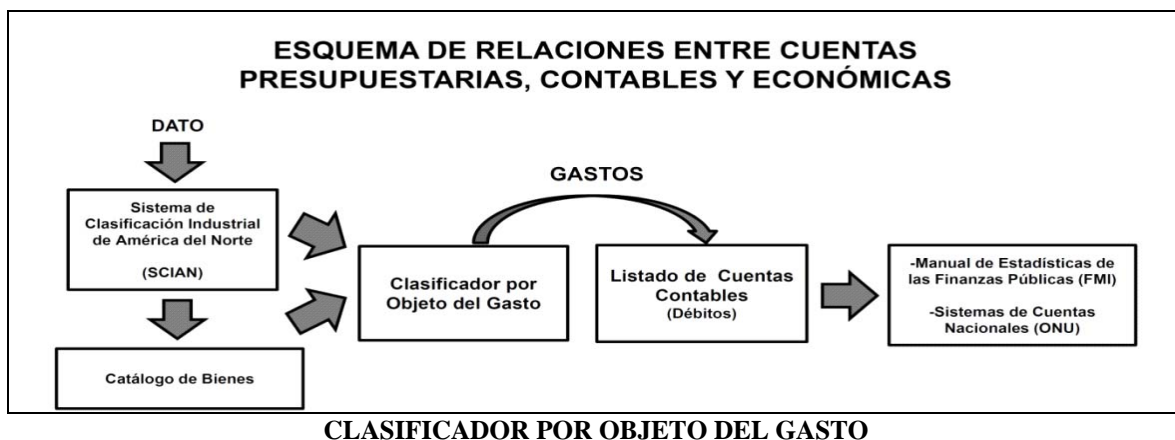 ESQUEMA DE RELACIONES ENTRE CUENTAS
PRESUPUESTARIAS, CONTABLES Y ECONÓMICAS
DATO
Sistema de
Clasificación Industrial
de América del Norte
(SCIAN)
Catálogo de Bienes
Clasificador por
Objeto del Gasto
GASTOS
Listado de Cuentas
Contables
(Débitos)
-Manual de Estadísticas de
las Finanzas Públicas (FMI)
-Sistemas de Cuentas
Nacionales (ONU)
CLASIFICADOR POR OBJETO DEL GASTO